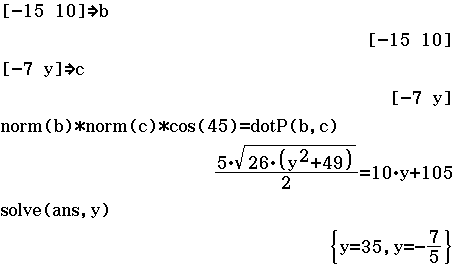 [-15 10]⇒b
[-15 10]
[-7 y]⇒c
[-7 y]
norm(b)*norm(c)*cos(45)=dotP(b,c)
5·√(26·(y²+49))/2=10·y+105
solve(ans,y)
{y=35,y=-7/5}